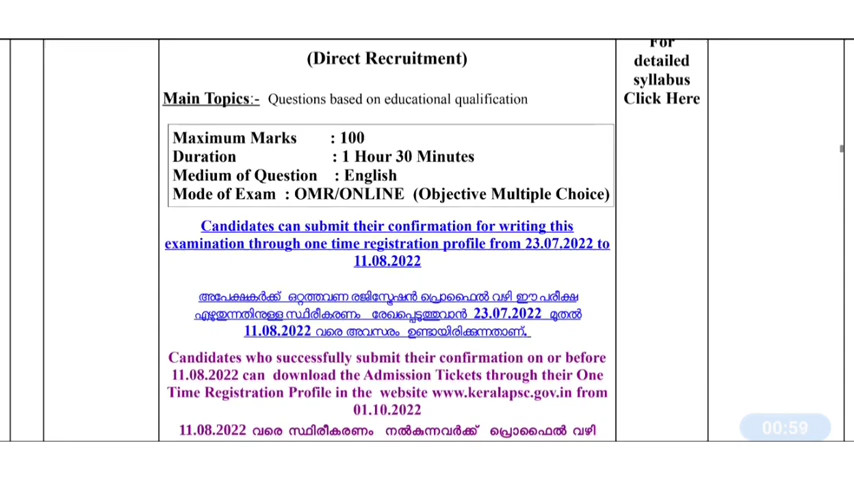 (Direct Recruitment)
Main Topics:- Questions based on educational qualification
Maximum Marks : 100
Duration : 1 Hour 30 Minutes
Medium of Question : English
Mode of Exam : OMR/ONLINE (Objective Multiple Choice)
Candidates can submit their confirmation for writing this
examination through one time registration profile from 23.07.2022 to
11.08.2022
അപേക്ഷകർക്ക് ഒറ്റത്തവണ രജിസ്ട്രേഷൻ പ്രൊഫൈൽ വഴി ഈ പരീക്ഷ
എഴുതുന്നതിനുള്ള സ്ഥിരീകരണം രേഖപ്പെടുത്തുവാൻ 23.07.2022 മുതൽ
11.08.2022 വരെ അവസരം ഉണ്ടായിരിക്കുന്നതാണ്.
Candidates who successfully submit their confirmation on or before
11.08.2022 can download the Admission Tickets through their One
Time Registration Profile in the website www.keralapsc.gov.in from
01.10.2022
11.08.2022 വരെ സ്ഥിരീകരണം നൽകുന്നവർക്ക് പ്രൊഫൈൽ വഴി
For
detailed
syllabus
Click Here
00:59